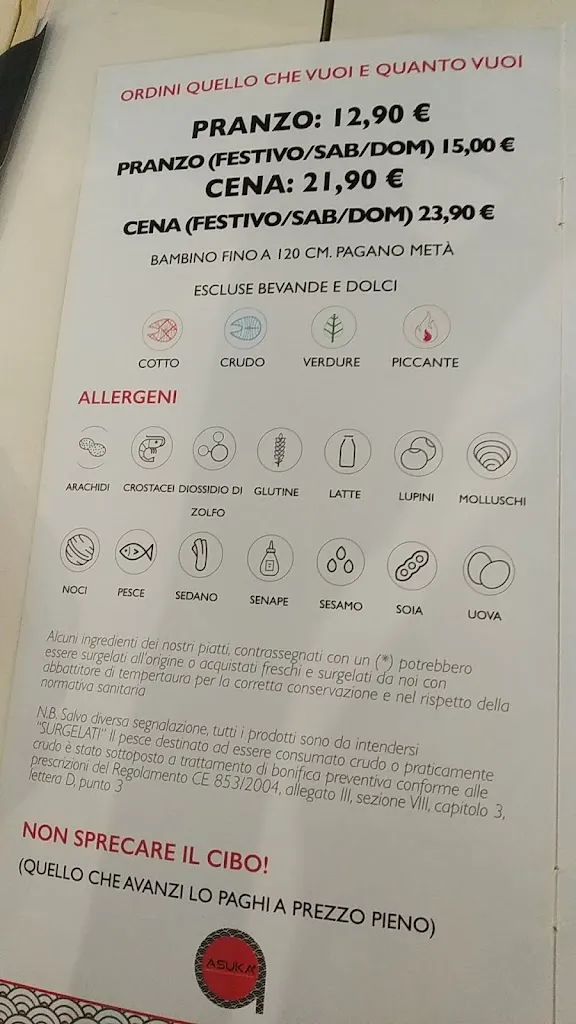 ORDINI QUELLO CHE VUOI E QUANTO VUOI
PRANZO: 12,90 €
PRANZO (FESTIVO/SAB/DOM) 15,00 €
CENA: 21,90 €
CENA (FESTIVO/SAB/DOM) 23,90 €
BAMBINO FINO A 120 CM. PAGANO METÀ
ESCLUSE BEVANDE E DOLCI
COTTO CRUDO VERDURE PICCANTE
ALLERGENI
ARACHIDI CROSTACEI DIOSSIDIO DI ZOLFO GLUTINE LATTE LUPINI MOLLUSCHI
NOCI PESCE SEDANO SENAPE SESAMO SOIA UOVA
Alcuni ingredienti dei nostri piatti, contrassegnati con un (*) potrebbero
essere surgelati all'origine o acquistati freschi e surgelati da noi con
abbattitore di tempertaura per la corretta conservazione e nel rispetto della
normativa sanitaria
N.B. Salvo diversa segnalazione, tutti i prodotti sono da intendersi
"SURGELATI" Il pesce destinato ad essere consumato crudo o praticamente
crudo è stato sottoposto a trattamento di bonifica preventiva conforme alle
prescrizioni del Regolamento CE 853/2004, allegato III, sezione VIII, capitolo 3,
lettera D, punto 3
NON SPRECARE IL CIBO!
(QUELLO CHE AVANZI LO PAGHI A PREZZO PIENO)
ASUKA